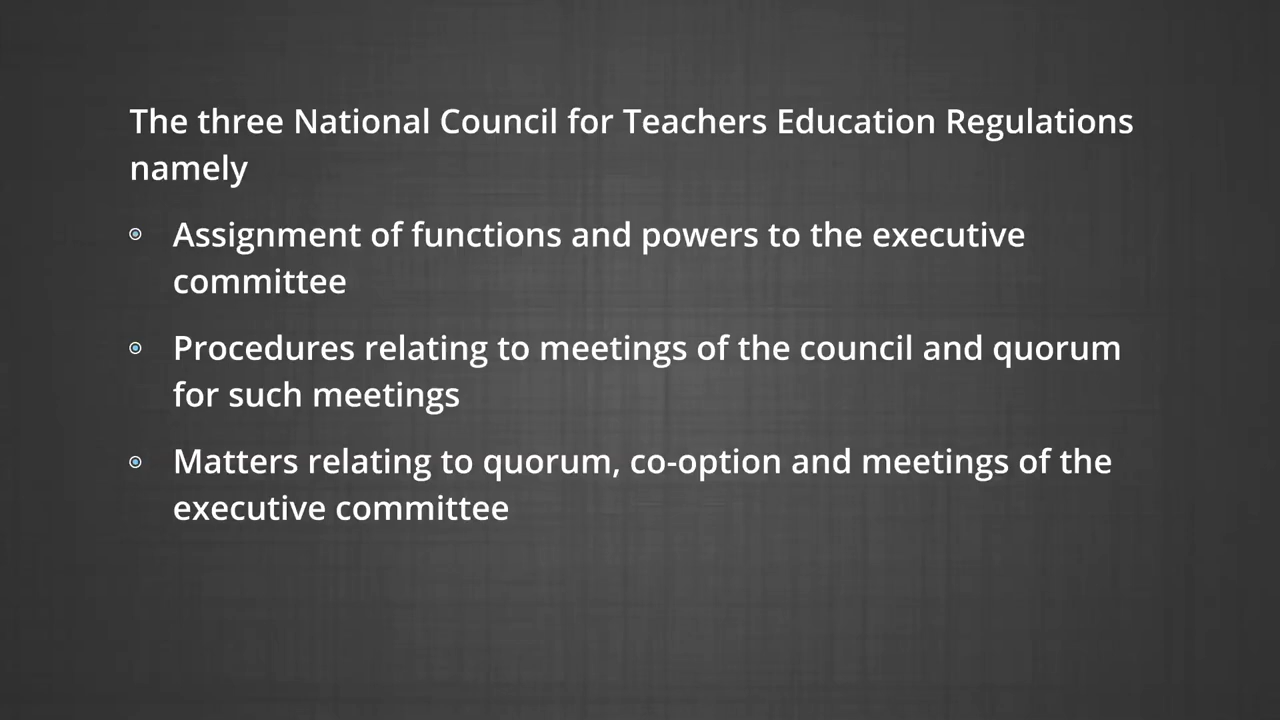 The three National Council for Teachers Education Regulations
namely
Assignment of functions and powers to the executive
committee
Procedures relating to meetings of the council and quorum
for such meetings
Matters relating to quorum, co-option and meetings of the
executive committee